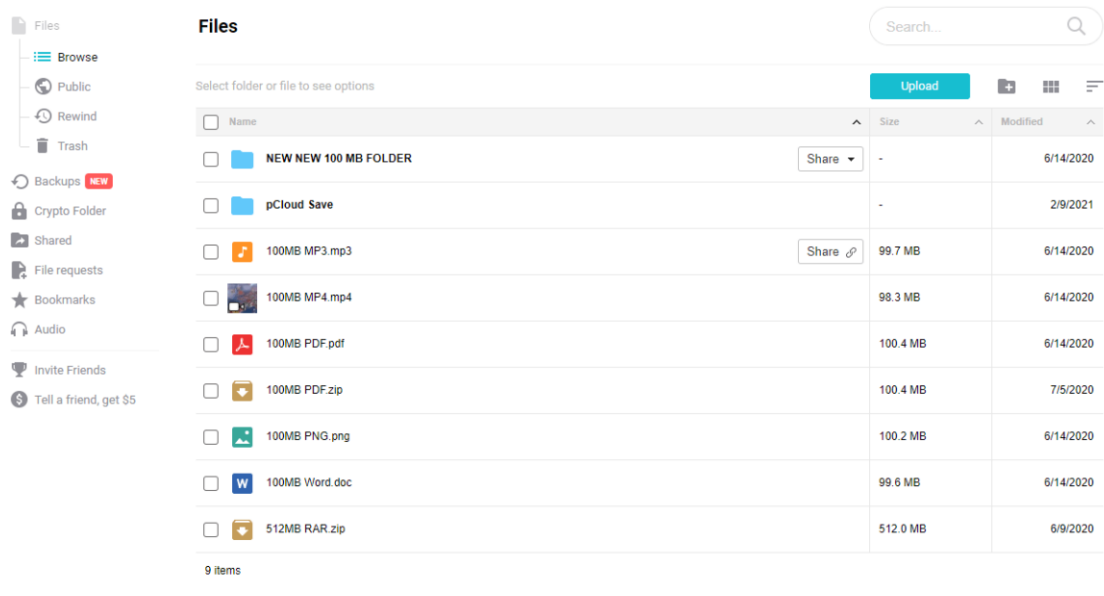 Files
Browse
Public
Rewind
Trash
Backups NEW
Crypto Folder
Shared
File requests
Bookmarks
Audio
Invite Friends
Tell a friend, get $5
Files
Search...
Select folder or file to see options
Upload
Name Size Modified
NEW NEW 100 MB FOLDER Share - 6/14/2020
pCloud Save - 2/9/2021
100MB MP3.mp3 Share 99.7 MB 6/14/2020
100MB MP4.mp4 98.3 MB 6/14/2020
100MB PDF.pdf 100.4 MB 6/14/2020
100MB PDF.zip 100.4 MB 7/5/2020
100MB PNG.png 100.2 MB 6/14/2020
W 100MB Word.doc 99.6 MB 6/14/2020
512MB RAR.zip 512.0 MB 6/9/2020
9 items